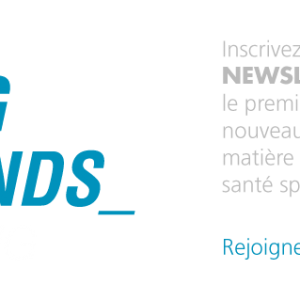 G
NDS_
Inscrivez
NEWSL
le premi
nouveau
matière
santé sp
Rejoigne